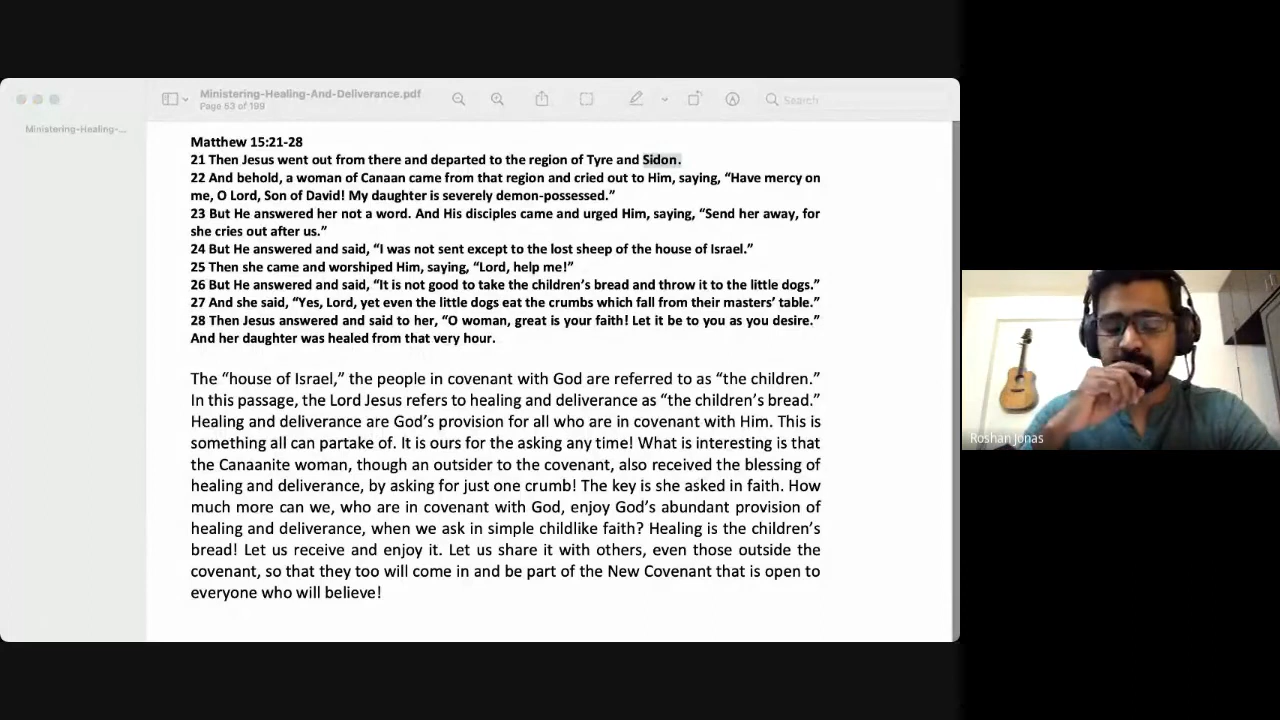 Ministering-Healing-And-Deliverance.pdf
Page 53 of 199
Search
Ministering-Healing-...
Matthew 15:21-28
21 Then Jesus went out from there and departed to the region of Tyre and Sidon.
22 And behold, a woman of Canaan came from that region and cried out to Him, saying, “Have mercy on
me, O Lord, Son of David! My daughter is severely demon-possessed.”
23 But He answered her not a word. And His disciples came and urged Him, saying, “Send her away, for
she cries out after us.”
24 But He answered and said, “I was not sent except to the lost sheep of the house of Israel.”
25 Then she came and worshiped Him, saying, “Lord, help me!”
26 But He answered and said, “It is not good to take the children’s bread and throw it to the little dogs.”
27 And she said, “Yes, Lord, yet even the little dogs eat the crumbs which fall from their masters’ table.”
28 Then Jesus answered and said to her, “O woman, great is your faith! Let it be to you as you desire.”
And her daughter was healed from that very hour.
The “house of Israel,” the people in covenant with God are referred to as “the children.”
In this passage, the Lord Jesus refers to healing and deliverance as “the children’s bread.”
Healing and deliverance are God’s provision for all who are in covenant with Him. This is
something all can partake of. It is ours for the asking any time! What is interesting is that
the Canaanite woman, though an outsider to the covenant, also received the blessing of
healing and deliverance, by asking for just one crumb! The key is she asked in faith. How
much more can we, who are in covenant with God, enjoy God’s abundant provision of
healing and deliverance, when we ask in simple childlike faith? Healing is the children’s
bread! Let us receive and enjoy it. Let us share it with others, even those outside the
covenant, so that they too will come in and be part of the New Covenant that is open to
everyone who will believe!
Roshan Jonas